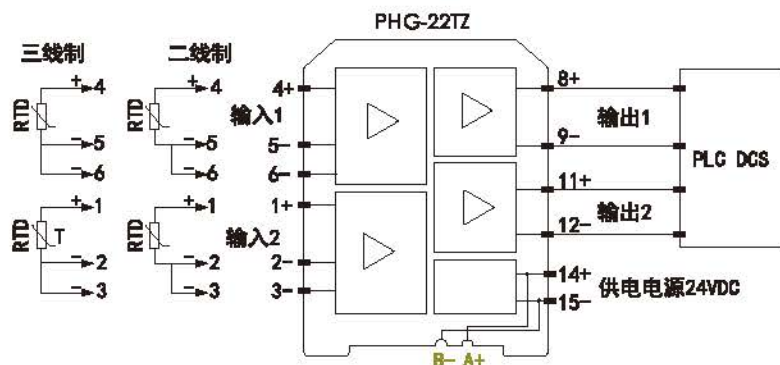 PHG-22TZ
三线制
二线制
RTD
+
4
-
5
-
6
RTD
+
4
-
5
-
6
RTD
T
+
1
-
2
-
3
RTD
+
1
-
2
-
3
输入1
4+
5-
6-
输入2
1+
2-
3-
8+
输出1
9-
11+
输出2
12-
PLC DCS
14+
15-
供电电源24VDC
B- A+